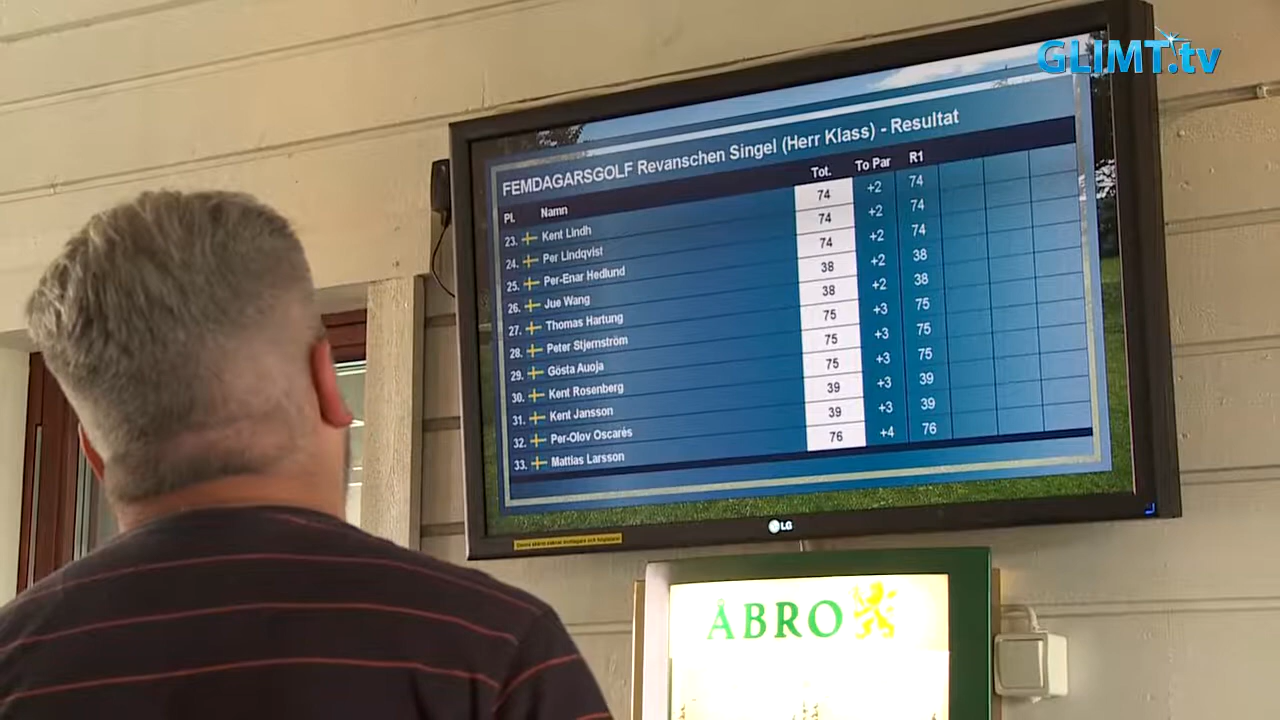 GLIMT.tv
FEMDAGARSGOLF Revanschen Singel (Herr Klass) - Resultat
Pl. Namn Tot. To Par R1
23. Kent Lindh 74 +2 74
24. Per Lindqvist 74 +2 74
25. Per-Enar Hedlund 74 +2 74
26. Jue Wang 38 +2 38
27. Thomas Hartung 38 +2 38
28. Peter Stjernström 75 +3 75
29. Gösta Auoja 75 +3 75
30. Kent Rosenberg 75 +3 75
31. Kent Jansson 39 +3 39
32. Per-Olov Oscarés 39 +3 39
33. Mattias Larsson 76 +4 76
LG
ÅBRO